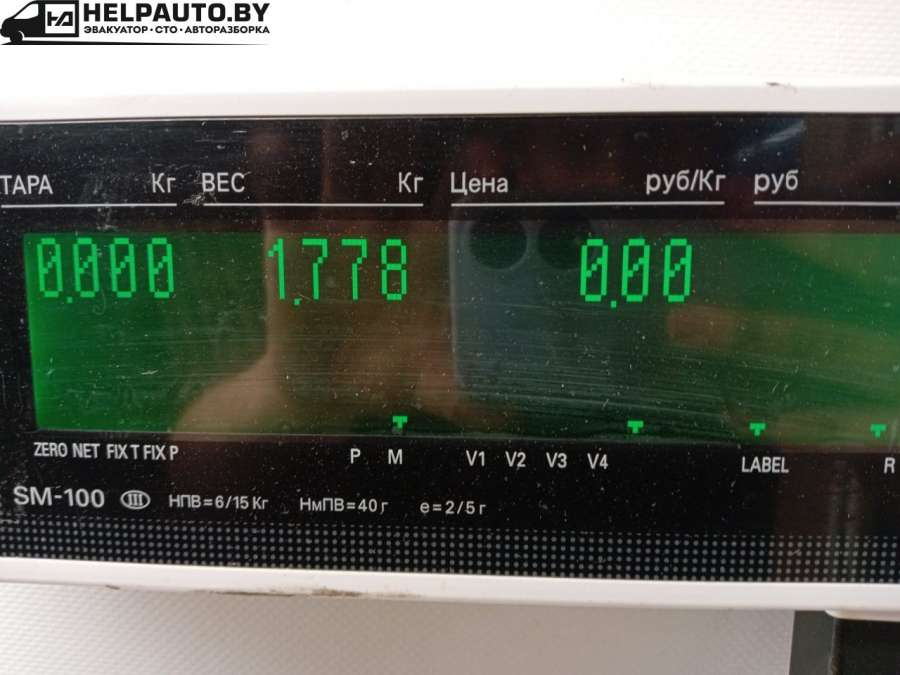 HELPAUTO.BY
ЭВАКУАТОР • СТО • АВТОРАЗБОРКА
ТАРА Кг ВЕС Кг Цена руб/Кг руб
0.000 1.778 0.00
ZERO NET FIX T FIX P P M V1 V2 V3 V4 LABEL R
SM-100 III НПВ=6/15 Кг НмПВ=40 г e=2/5 г